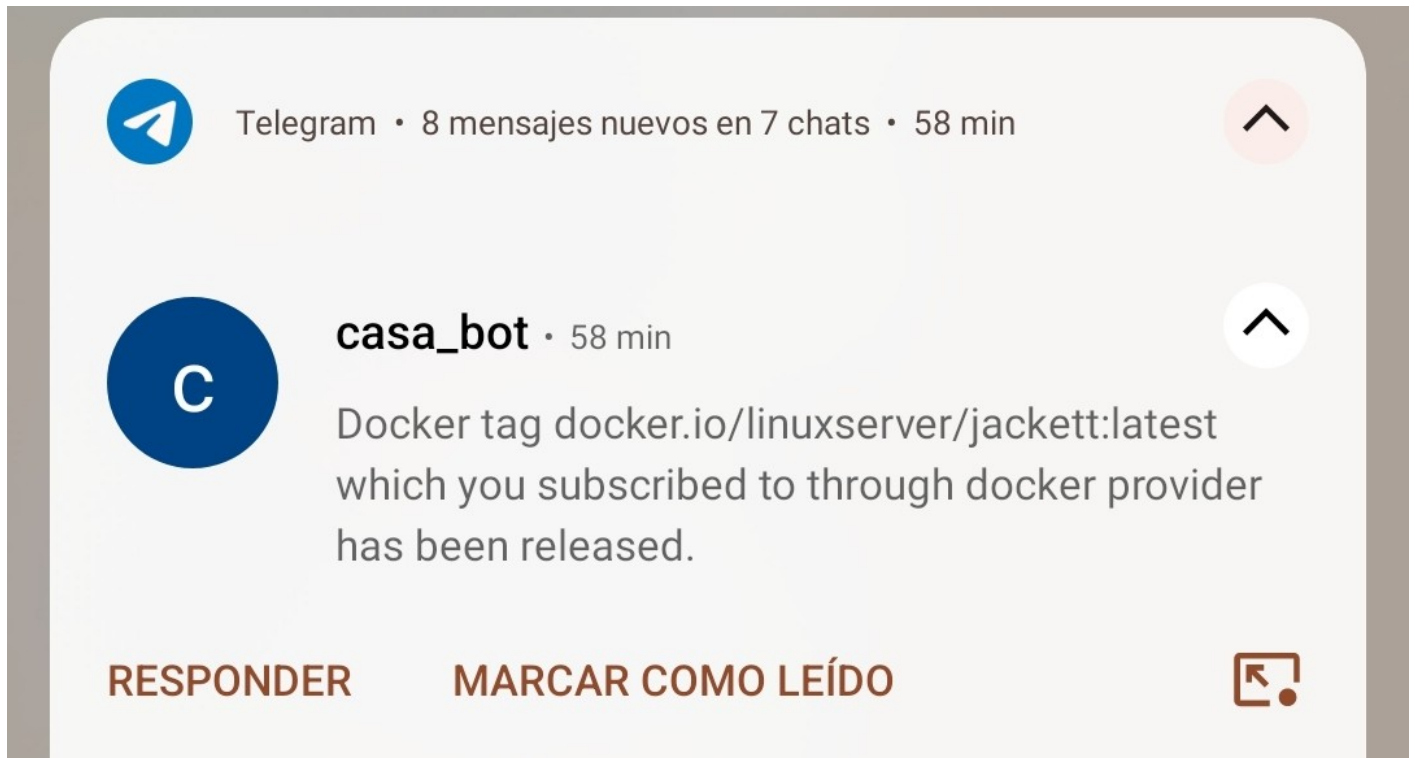 Telegram • 8 mensajes nuevos en 7 chats • 58 min
casa_bot • 58 min
C
Docker tag docker.io/linuxserver/jackett:latest
which you subscribed to through docker provider
has been released.
RESPONDER MARCAR COMO LEÍDO